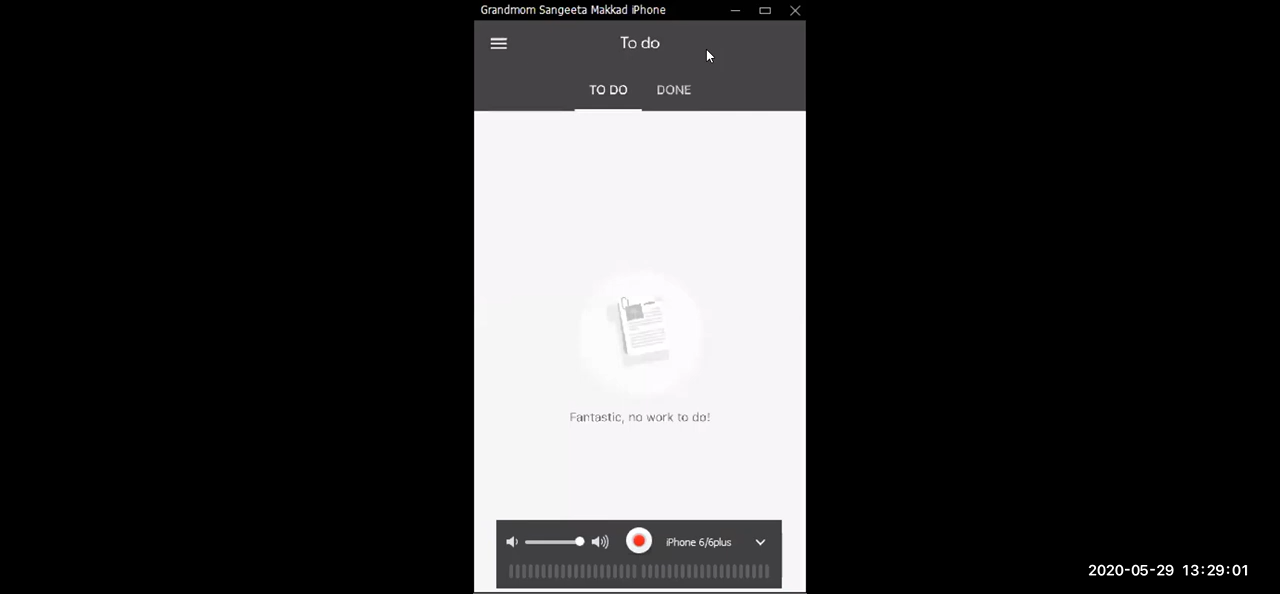 Grandmom Sangeeta Makkad iPhone
To do
TO DO DONE
Fantastic, no work to do!
iPhone 6/6plus
2020-05-29 13:29:01